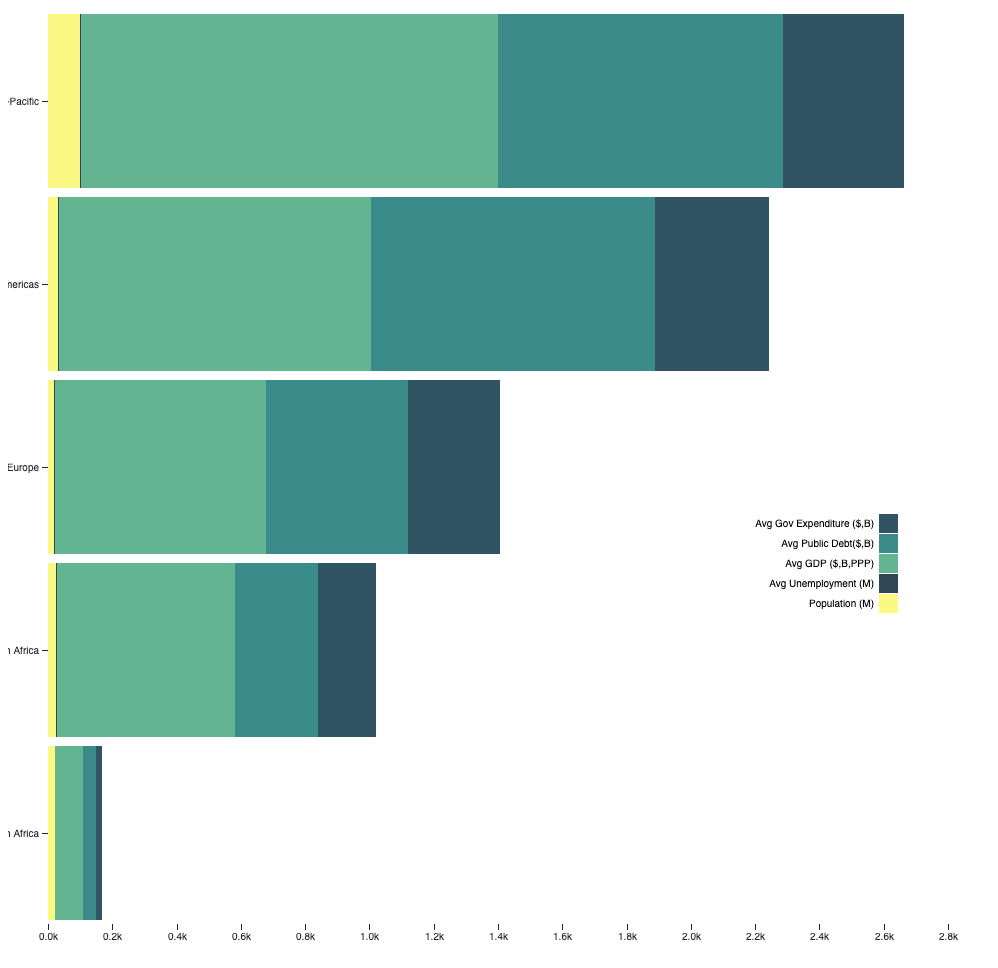 -Pacific
mericas
Europe
Avg Gov Expenditure ($,B)
Avg Public Debt($,B)
Avg GDP ($,B,PPP)
Avg Unemployment (M)
Population (M)
n Africa
n Africa
0.0k 0.2k 0.4k 0.6k 0.8k 1.0k 1.2k 1.4k 1.6k 1.8k 2.0k 2.2k 2.4k 2.6k 2.8k